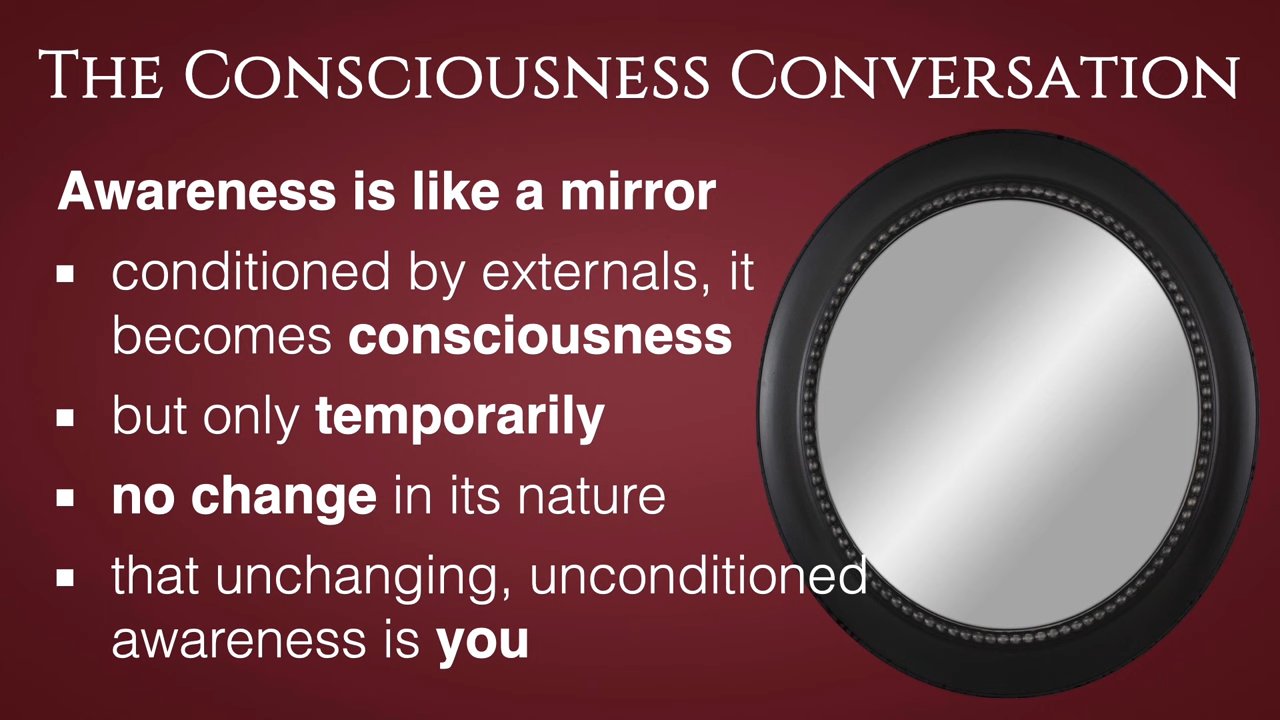 The Consciousness Conversation
Awareness is like a mirror
▪ conditioned by externals, it
becomes consciousness
▪ but only temporarily
▪ no change in its nature
▪ that unchanging, unconditioned
awareness is you